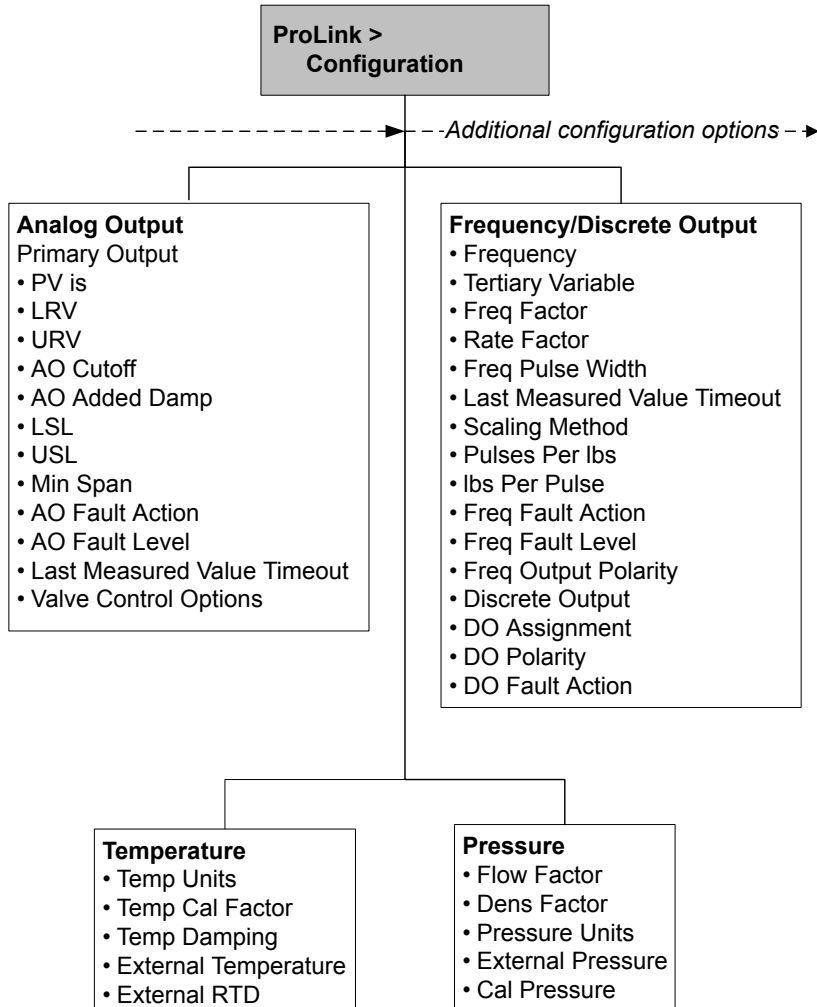 ProLink >
Configuration
Additional configuration options
Analog Output
Primary Output
• PV is
• LRV
• URV
• AO Cutoff
• AO Added Damp
• LSL
• USL
• Min Span
• AO Fault Action
• AO Fault Level
• Last Measured Value Timeout
• Valve Control Options
Frequency/Discrete Output
• Frequency
• Tertiary Variable
• Freq Factor
• Rate Factor
• Freq Pulse Width
• Last Measured Value Timeout
• Scaling Method
• Pulses Per lbs
• lbs Per Pulse
• Freq Fault Action
• Freq Fault Level
• Freq Output Polarity
• Discrete Output
• DO Assignment
• DO Polarity
• DO Fault Action
Temperature
• Temp Units
• Temp Cal Factor
• Temp Damping
• External Temperature
• External RTD
Pressure
• Flow Factor
• Dens Factor
• Pressure Units
• External Pressure
• Cal Pressure